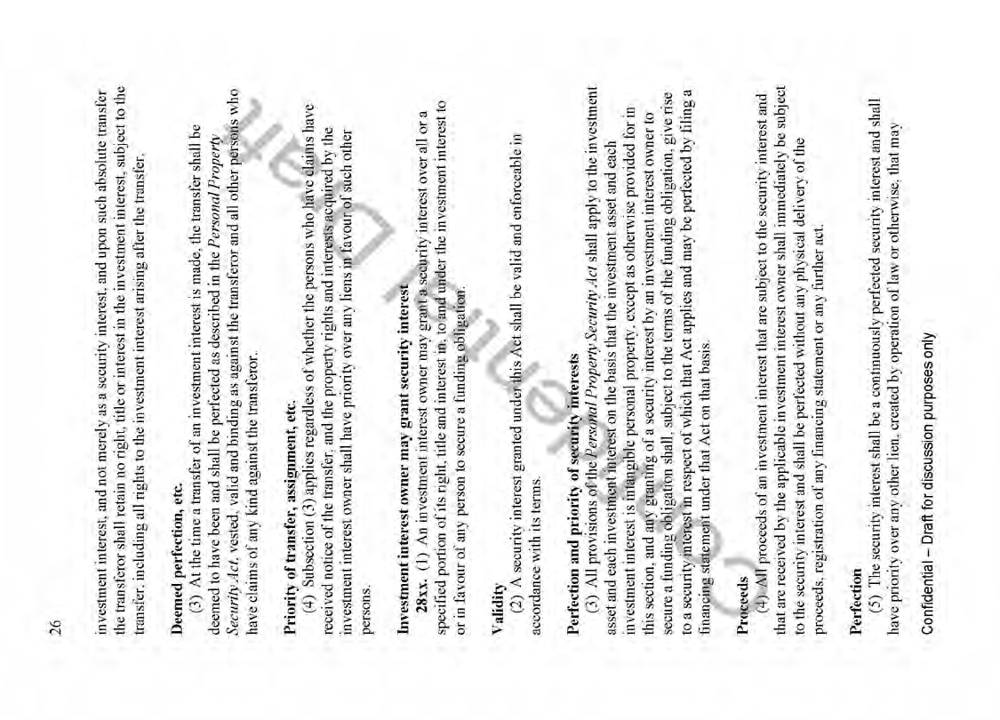 26
investment interest, and not merely as a security interest, and upon such absolute transfer
the transferor shall retain no right, title or interest in the investment interest, subject to the
transfer, including all rights to the investment interest arising after the transfer.
Deemed perfection, etc.
(3) At the time a transfer of an investment interest is made, the transfer shall be
deemed to have been and shall be perfected as described in the Personal Property
Security Act, vested, valid and binding as against the transferor and all other persons who
have claims of any kind against the transferor.
Priority of transfer, assignment, etc.
(4) Subsection (3) applies regardless of whether the persons who have claims have
received notice of the transfer, and the property rights and interests acquired by the
investment interest owner shall have priority over any liens in favour of such other
persons.
Investment interest owner may grant security interest
28xx. (1) An investment interest owner may grant a security interest over all or a
specified portion of its right, title and interest in, to and under the investment interest to
or in favour of any person to secure a funding obligation.
Validity
(2) A security interest granted under this Act shall be valid and enforceable in
accordance with its terms.
Perfection and priority of security interests
(3) All provisions of the Personal Property Security Act shall apply to the investment
asset and each investment interest on the basis that the investment asset and each
investment interest is intangible personal property, except as otherwise provided for in
this section, and any granting of a security interest by an investment interest owner to
secure a funding obligation shall, subject to the terms of the funding obligation, give rise
to a security interest in respect of which that Act applies and may be perfected by filing a
financing statement under that Act on that basis.
Proceeds
(4) All proceeds of an investment interest that are subject to the security interest and
that are received by the applicable investment interest owner shall immediately be subject
to the security interest and shall be perfected without any physical delivery of the
proceeds, registration of any financing statement or any further act.
Perfection
(5) The security interest shall be a continuously perfected security interest and shall
have priority over any other lien, created by operation of law or otherwise, that may
Confidential – Draft for discussion purposes only
Confidential Draft